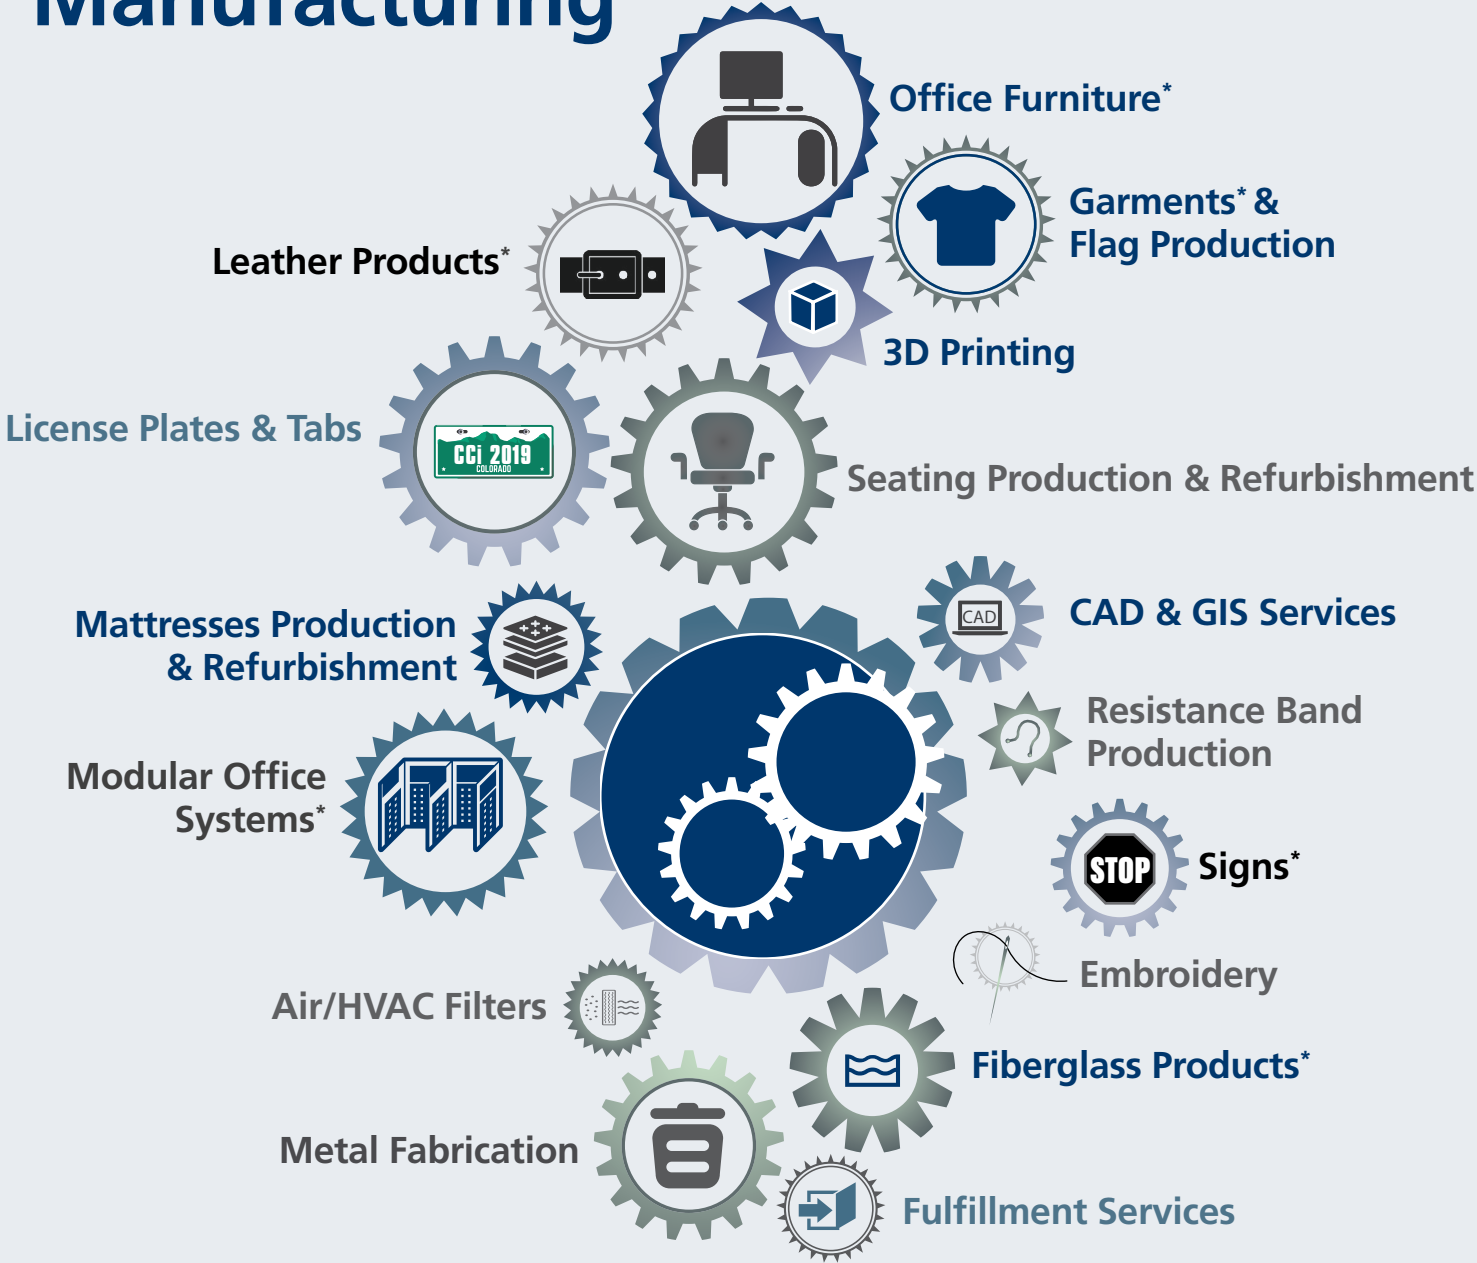 Manufacturing
Office Furniture*
Garments* &
Flag Production
Leather Products*
3D Printing
License Plates & Tabs
CCi 2019
COLORADO
Seating Production & Refurbishment
Mattresses Production
& Refurbishment
CAD
CAD & GIS Services
Resistance Band
Production
Modular Office
Systems*
STOP
Signs*
Embroidery
Air/HVAC Filters
Fiberglass Products*
Metal Fabrication
Fulfillment Services